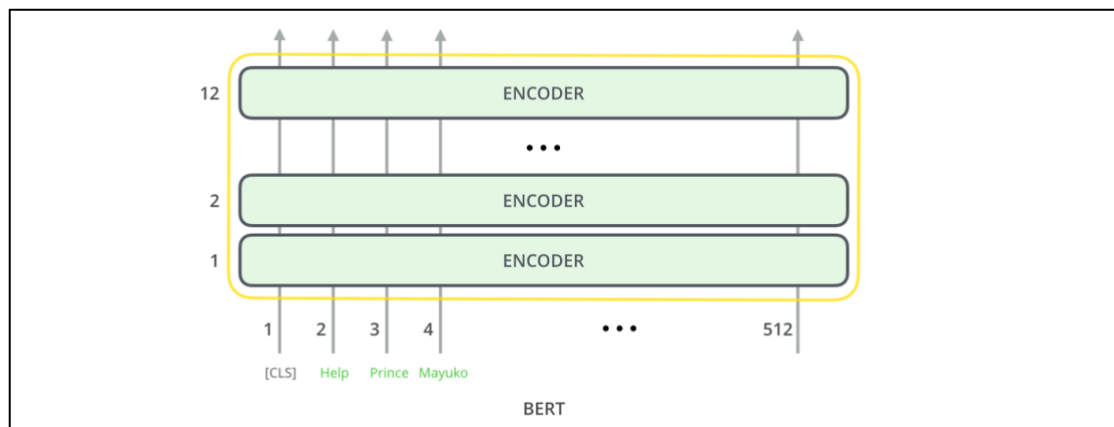 12 ENCODER
...
2 ENCODER
1 ENCODER
1 2 3 4 ... 512
[CLS] Help Prince Mayuko
BERT